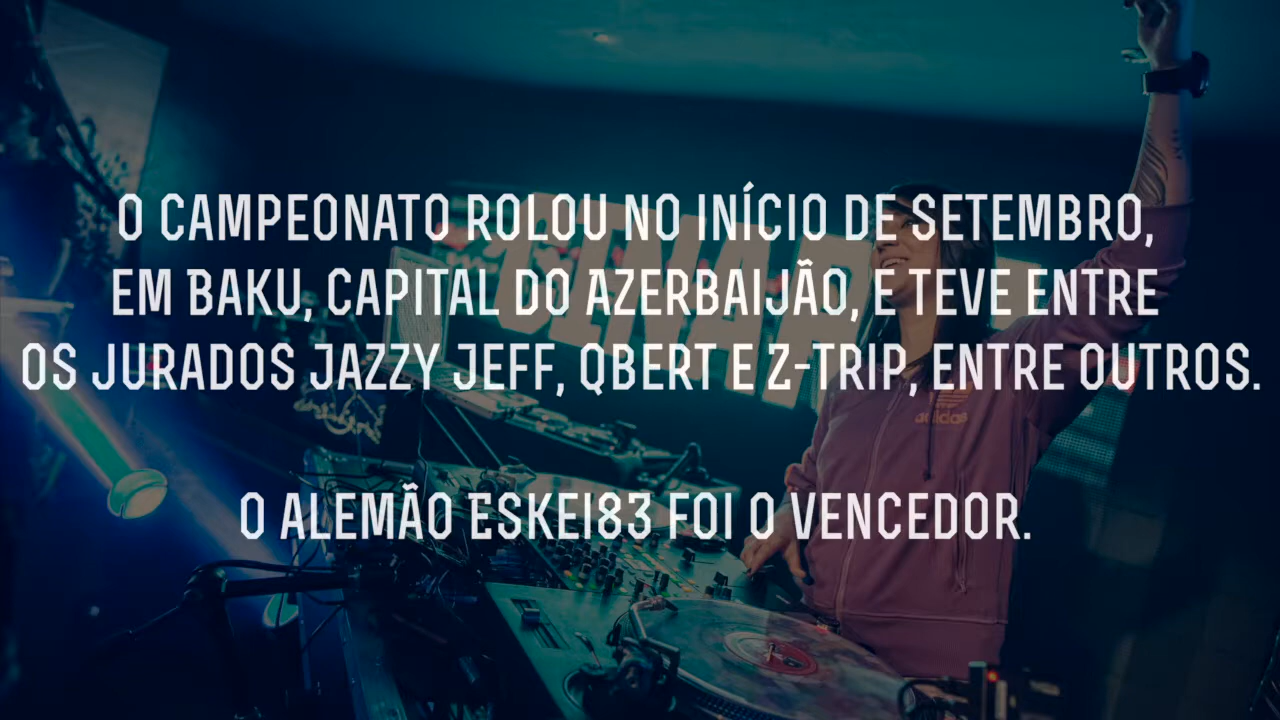 O CAMPEONATO ROLOU NO INÍCIO DE SETEMBRO,
EM BAKU, CAPITAL DO AZERBAIJÃO, E TEVE ENTRE
OS JURADOS JAZZY JEFF, QBERT E Z-TRIP, ENTRE OUTROS.
adidas
O ALEMÃO ESKEI83 FOI O VENCEDOR.